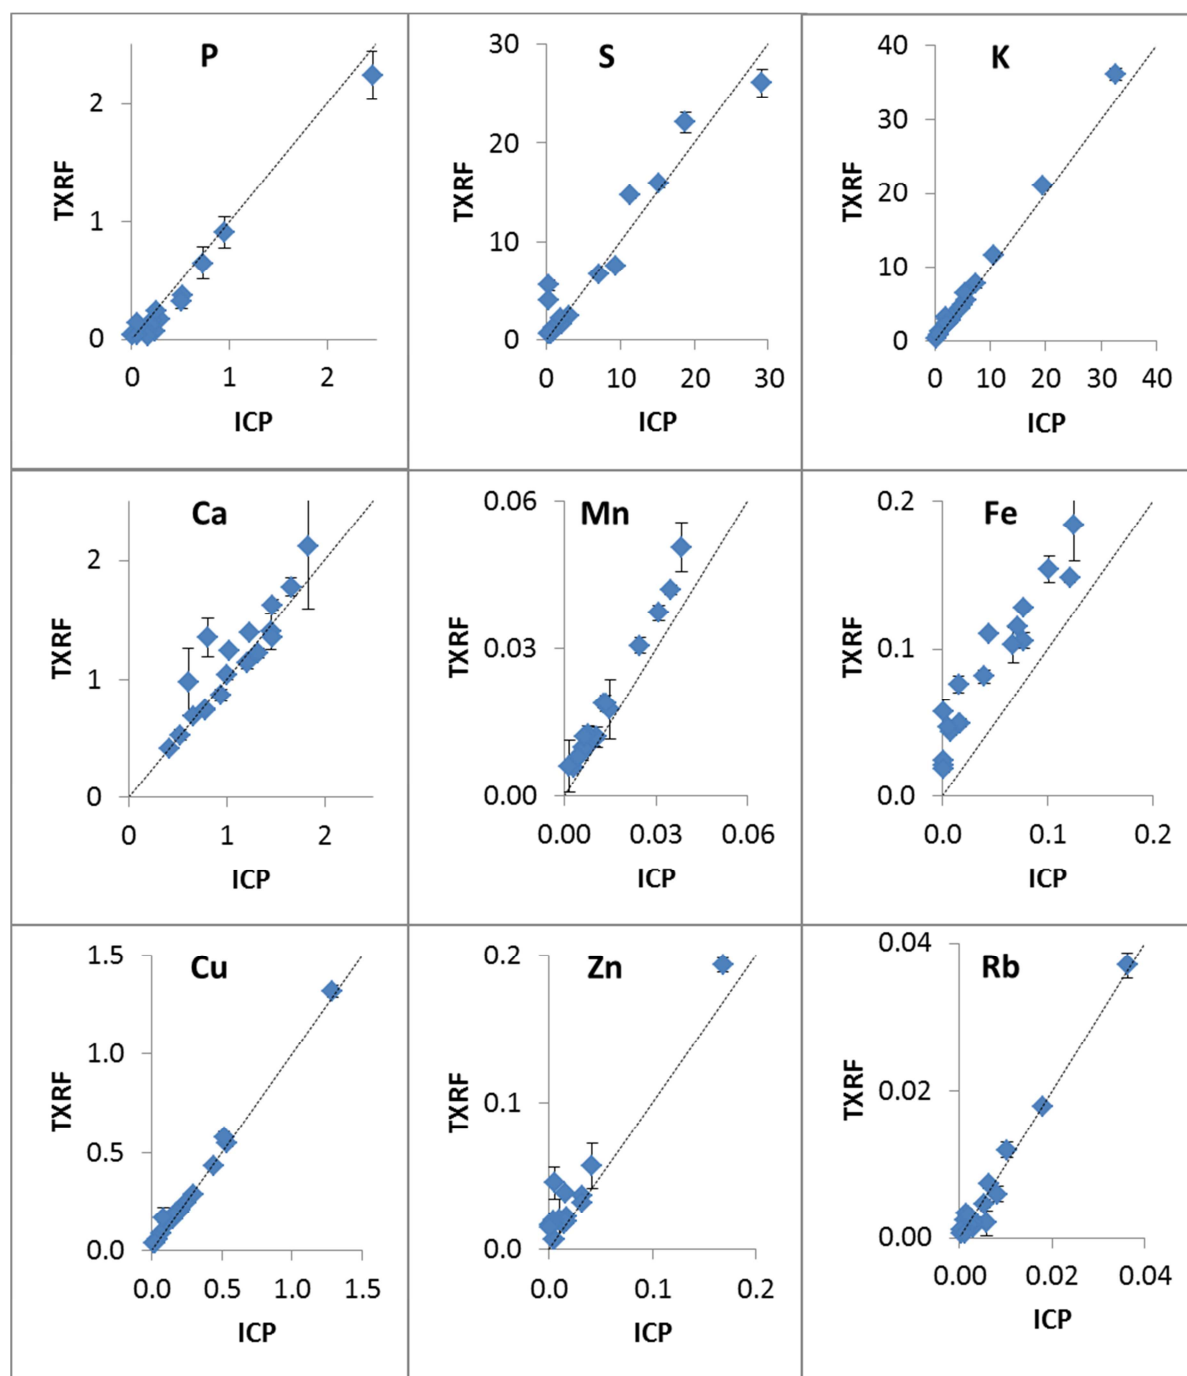 P
2
1
0
0 1 2
TXRF
ICP
S
30
20
10
0
0 10 20 30
TXRF
ICP
K
40
30
20
10
0
0 10 20 30 40
TXRF
ICP
Ca
2
1
0
0 1 2
TXRF
ICP
Mn
0.06
0.03
0.00
0.00 0.03 0.06
TXRF
ICP
Fe
0.2
0.1
0.0
0.0 0.1 0.2
TXRF
ICP
Cu
1.5
1.0
0.5
0.0
0.0 0.5 1.0 1.5
TXRF
ICP
Zn
0.2
0.1
0.0
0.0 0.1 0.2
TXRF
ICP
Rb
0.04
0.02
0.00
0.00 0.02 0.04
TXRF
ICP